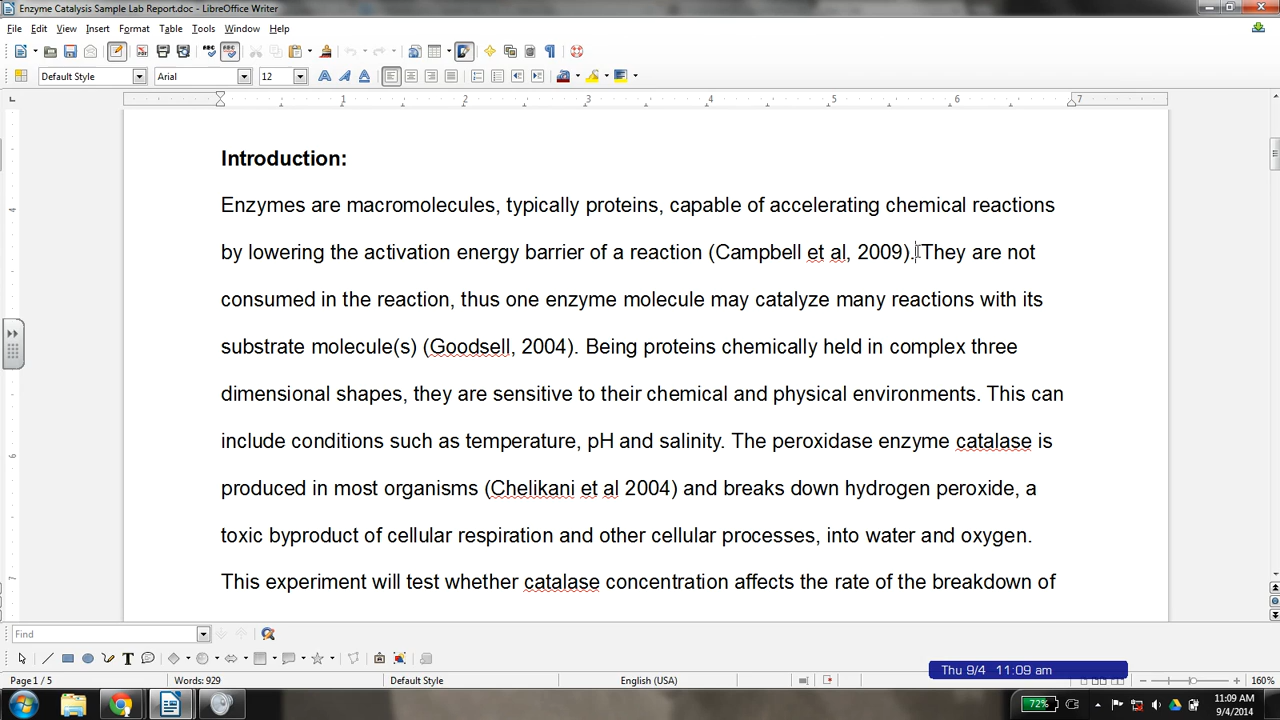 Enzyme Catalysis Sample Lab Report.doc - LibreOffice Writer
File Edit View Insert Format Table Tools Window Help
Default Style Arial 12
1 2 3 4 5 6 7
Introduction:
Enzymes are macromolecules, typically proteins, capable of accelerating chemical reactions
by lowering the activation energy barrier of a reaction (Campbell et al, 2009). They are not
consumed in the reaction, thus one enzyme molecule may catalyze many reactions with its
substrate molecule(s) (Goodsell, 2004). Being proteins chemically held in complex three
dimensional shapes, they are sensitive to their chemical and physical environments. This can
include conditions such as temperature, pH and salinity. The peroxidase enzyme catalase is
produced in most organisms (Chelikani et al 2004) and breaks down hydrogen peroxide, a
toxic byproduct of cellular respiration and other cellular processes, into water and oxygen.
This experiment will test whether catalase concentration affects the rate of the breakdown of
Find
Thu 9/4 11:09 am
Page 1 / 5 Words: 929 Default Style English (USA) 160%
72% 11:09 AM
9/4/2014